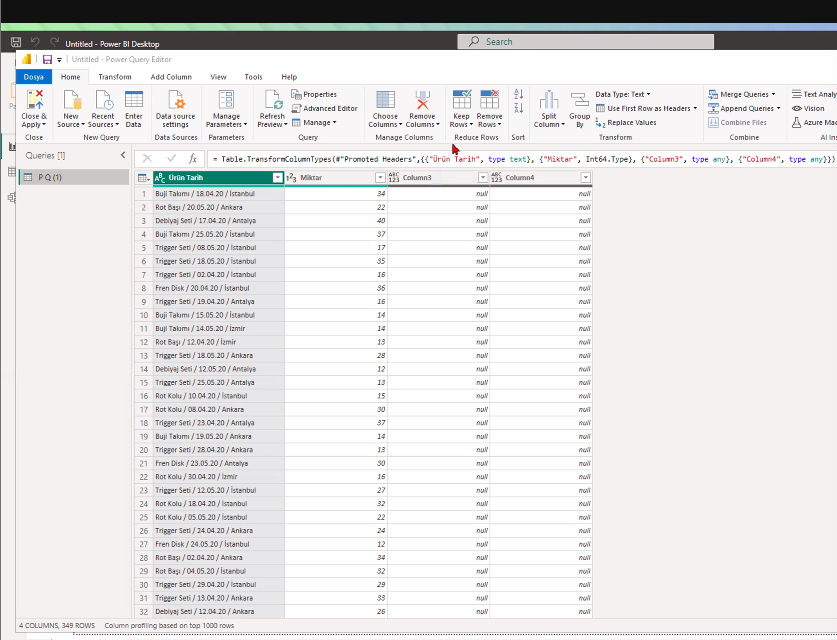 Untitled - Power BI Desktop
Search
Untitled - Power Query Editor
Dosya Home Transform Add Column View Tools Help
Close & Apply New Source Recent Sources Enter Data Data source settings Manage Parameters Refresh Preview Properties Advanced Editor Manage Choose Columns Remove Columns Keep Rows Remove Rows Split Column Group By Data Type: Text Use First Row as Headers Replace Values Merge Queries Append Queries Combine Files Text Analy Vision Azure Mac
Close New Query Data Sources Parameters Query Manage Columns Reduce Rows Sort Transform Combine AI Ins
Queries [1]
fx = Table.TransformColumnTypes(#"Promoted Headers",{{"Ürün Tarih", type text}, {"Miktar", Int64.Type}, {"Column3", type any}, {"Column4", type any}})
P Q (1)
ABC Ürün Tarih 123 Miktar ABC 123 Column3 ABC 123 Column4
1 Buji Takımı / 18.04.20 / İstanbul 34 null null
2 Rot Başı / 20.05.20 / Ankara 22 null null
3 Debiyaj Seti / 17.04.20 / Antalya 40 null null
4 Buji Takımı / 25.05.20 / İstanbul 37 null null
5 Trigger Seti / 08.05.20 / İstanbul 17 null null
6 Trigger Seti / 18.05.20 / İstanbul 35 null null
7 Trigger Seti / 02.04.20 / İstanbul 16 null null
8 Fren Disk / 20.04.20 / İstanbul 36 null null
9 Trigger Seti / 19.04.20 / Antalya 16 null null
10 Buji Takımı / 15.05.20 / İstanbul 14 null null
11 Buji Takımı / 14.05.20 / İzmir 14 null null
12 Rot Başı / 12.04.20 / İzmir 13 null null
13 Trigger Seti / 18.05.20 / Ankara 28 null null
14 Debiyaj Seti / 12.05.20 / Antalya 12 null null
15 Trigger Seti / 25.05.20 / Antalya 13 null null
16 Rot Kolu / 10.04.20 / İstanbul 15 null null
17 Rot Kolu / 08.04.20 / Ankara 30 null null
18 Trigger Seti / 23.04.20 / Antalya 37 null null
19 Buji Takımı / 19.05.20 / Ankara 14 null null
20 Trigger Seti / 28.04.20 / Ankara 13 null null
21 Fren Disk / 23.05.20 / Antalya 30 null null
22 Rot Kolu / 30.04.20 / İzmir 16 null null
23 Trigger Seti / 12.05.20 / İstanbul 27 null null
24 Rot Kolu / 18.04.20 / İstanbul 32 null null
25 Rot Kolu / 05.05.20 / İstanbul 22 null null
26 Trigger Seti / 24.04.20 / Ankara 24 null null
27 Fren Disk / 24.05.20 / İstanbul 12 null null
28 Rot Başı / 02.04.20 / Ankara 34 null null
29 Rot Başı / 04.05.20 / İstanbul 32 null null
30 Trigger Seti / 29.04.20 / İstanbul 29 null null
31 Trigger Seti / 13.04.20 / Ankara 33 null null
32 Debiyaj Seti / 12.04.20 / Ankara 26 null null
4 COLUMNS, 349 ROWS Column profiling based on top 1000 rows